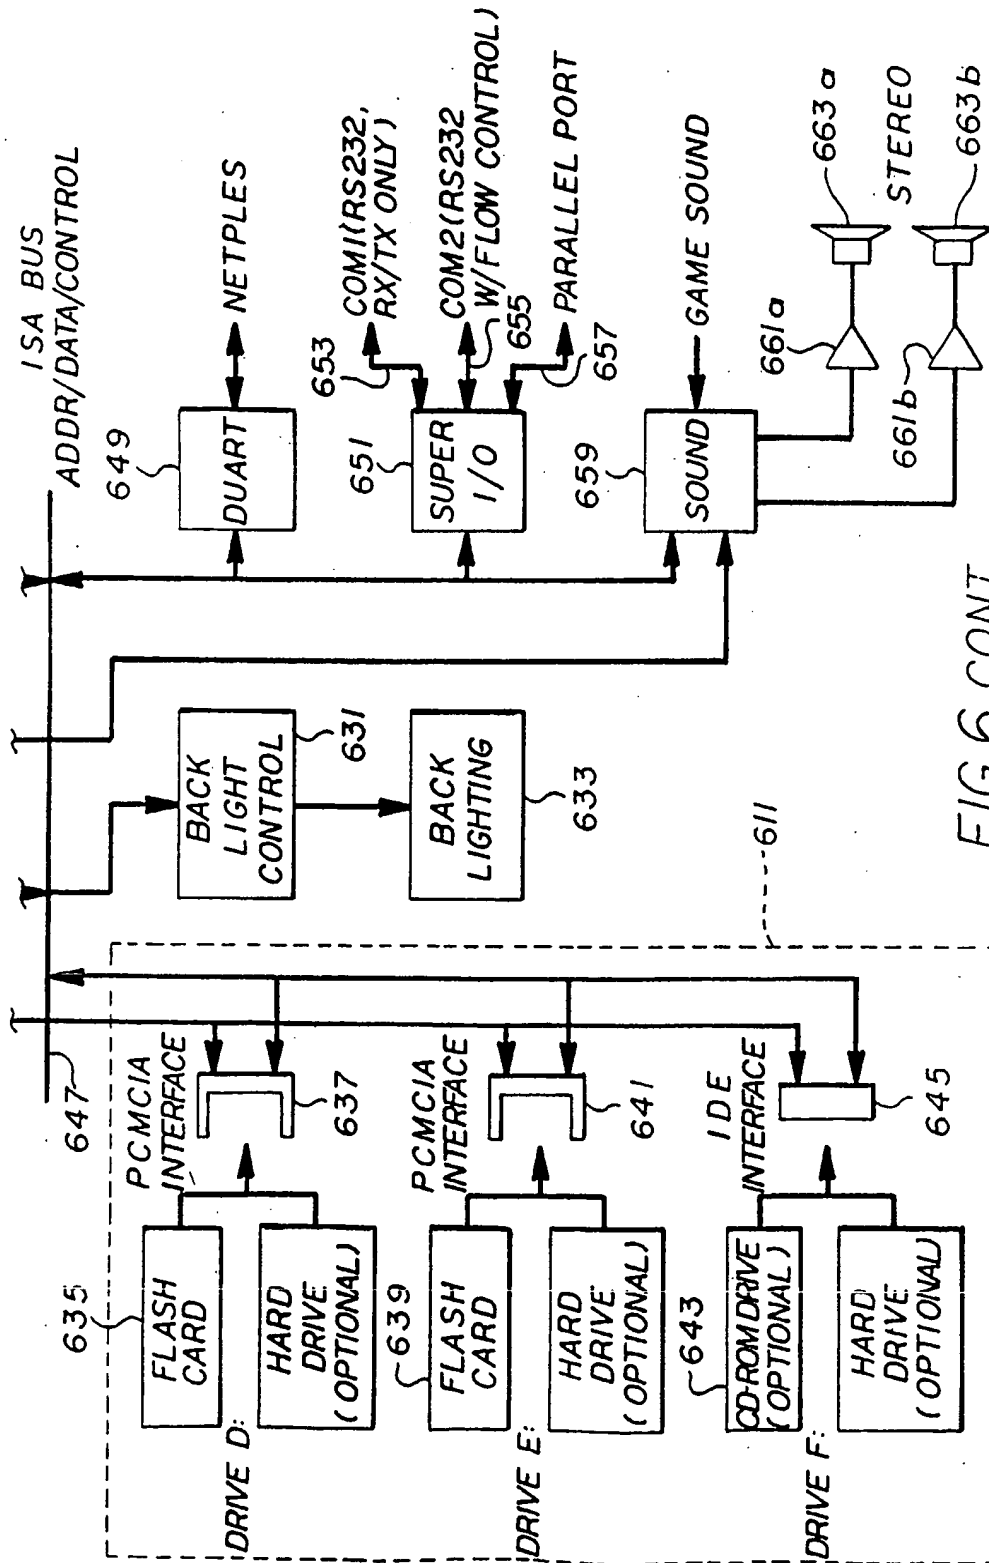 ISA BUS
ADDR/DATA/CONTROL
647
649
DUART
NETPLES
653
COM1(RS232,
RX/TX ONLY)
651
SUPER
I/O
COM2(RS232
W/FLOW CONTROL)
655
657
PARALLEL PORT
659
SOUND
GAME SOUND
661a
663a
STEREO
661b
663b
BACK
LIGHT
CONTROL
631
BACK
LIGHTING
633
611
635
FLASH
CARD
HARD
DRIVE
(OPTIONAL)
DRIVE D:
PCMCIA
INTERFACE
637
639
FLASH
CARD
HARD
DRIVE
(OPTIONAL)
DRIVE E:
PCMCIA
INTERFACE
641
643
CD-ROM DRIVE
(OPTIONAL)
HARD
DRIVE
(OPTIONAL)
DRIVE F:
IDE
INTERFACE
645
FIG.6 CONT.